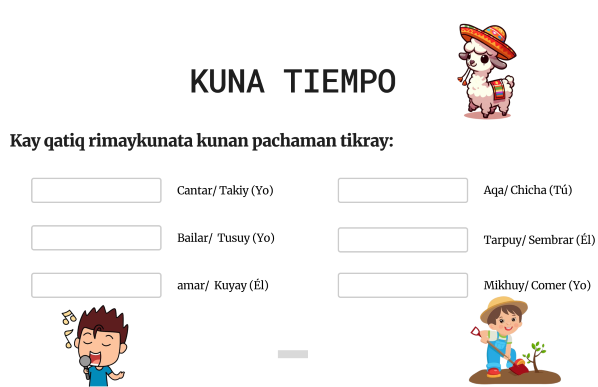 KUNA TIEMPO
Kay qatiq rimaykunata kunan pachaman tikray:
Cantar/ Takiy (Yo)
Bailar/ Tusuy (Yo)
amar/ Kuyay (Él)
Aqa/ Chicha (Tú)
Tarpuy/ Sembrar (Él)
Mikhuy/ Comer (Yo)